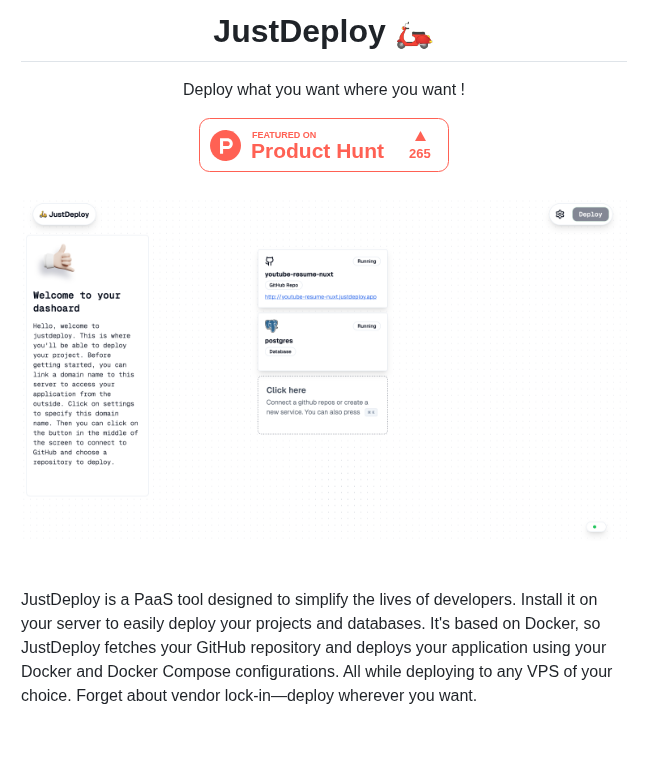 JustDeploy 🛵
Deploy what you want where you want !
FEATURED ON
Product Hunt
265
JustDeploy
Deploy
Welcome to your
dashoard
Hello, welcome to
justdeploy. This is where
you'll be able to deploy
your project. Before
getting started, you can
link a domain name to this
server to access your
application from the
outside. Click on settings
to specify this domain
name. Then you can click on
the button in the middle of
the screen to connect to
GitHub and choose a
repository to deploy.
Running
youtube-resume-nuxt
GitHub Repo
http://youtube-resume-nuxt.justdeploy.app
Running
postgres
Database
Click here
Connect a github repos or create a
new service. You can also press
JustDeploy is a PaaS tool designed to simplify the lives of developers. Install it on
your server to easily deploy your projects and databases. It's based on Docker, so
JustDeploy fetches your GitHub repository and deploys your application using your
Docker and Docker Compose configurations. All while deploying to any VPS of your
choice. Forget about vendor lock-in—deploy wherever you want.